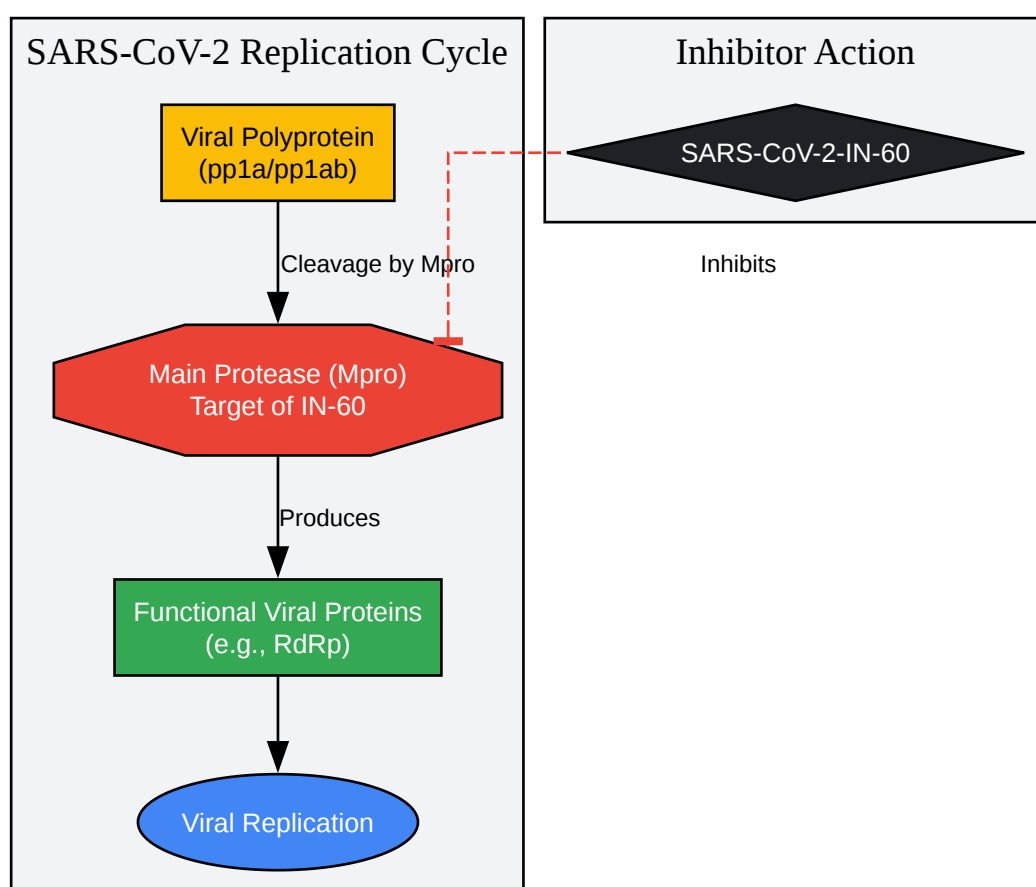 SARS-CoV-2 Replication Cycle
Viral Polyprotein
(pp1a/pp1ab)
Cleavage by Mpro
Main Protease (Mpro)
Target of IN-60
Produces
Functional Viral Proteins
(e.g., RdRp)
Viral Replication
Inhibitor Action
SARS-CoV-2-IN-60
Inhibits